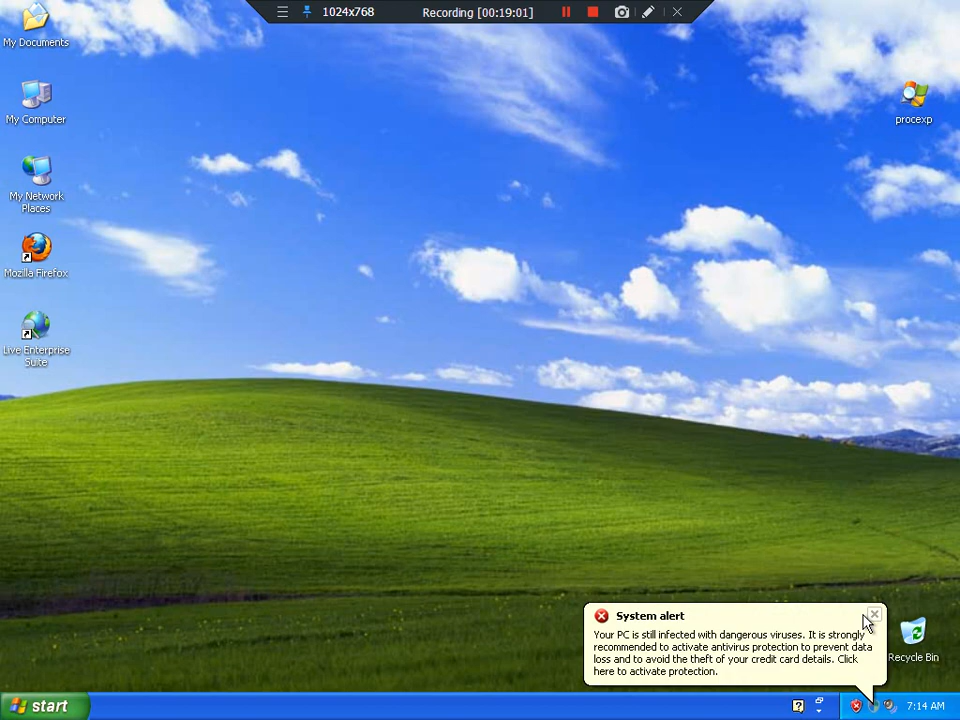 1024x768
Recording [00:19:01]
My Documents
My Computer
procexp
My Network
Places
Mozilla Firefox
Live Enterprise
Suite
System alert
Your PC is still infected with dangerous viruses. It is strongly
recommended to activate antivirus protection to prevent data
loss and to avoid the theft of your credit card details. Click
here to activate protection.
Recycle Bin
start
7:14 AM